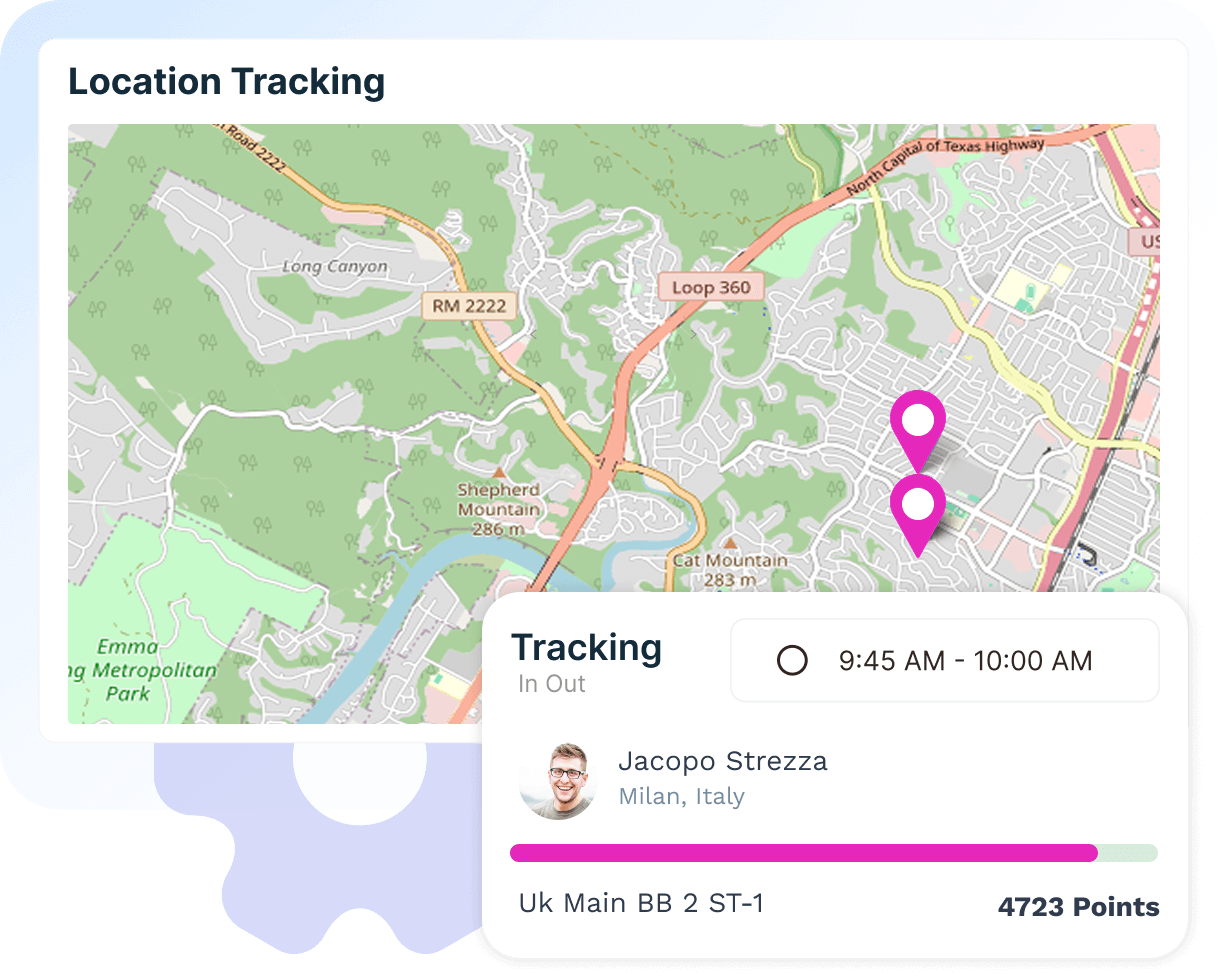 Location Tracking
Road 2222
North Capital of Texas Highway
US
Long Canyon
Loop 360
RM 2222
Shepherd
Mountain
286 m
Cat Mountain
283 m
Emma
ng Metropolitan
Park
Tracking
In Out
9:45 AM - 10:00 AM
Jacopo Strezza
Milan, Italy
Uk Main BB 2 ST-1
4723 Points